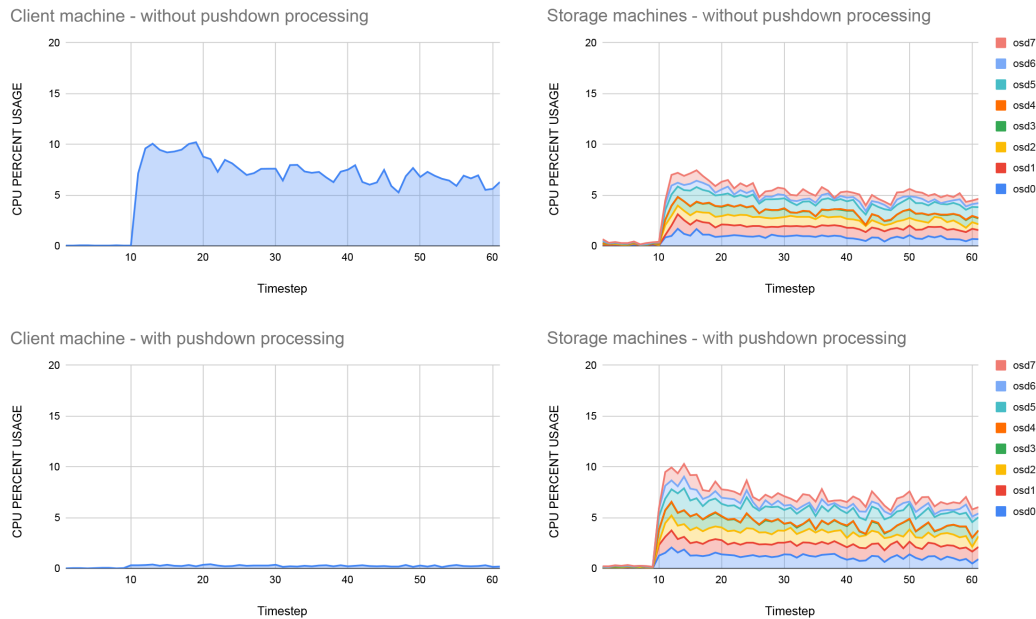 Client machine - without pushdown processing
CPU PERCENT USAGE
20
15
10
5
0
10 20 30 40 50 60
Timestep
Storage machines - without pushdown processing
CPU PERCENT USAGE
20
15
10
5
0
10 20 30 40 50 60
Timestep
osd7
osd6
osd5
osd4
osd3
osd2
osd1
osd0
Client machine - with pushdown processing
CPU PERCENT USAGE
20
15
10
5
0
10 20 30 40 50 60
Timestep
Storage machines - with pushdown processing
CPU PERCENT USAGE
20
15
10
5
0
10 20 30 40 50 60
Timestep
osd7
osd6
osd5
osd4
osd3
osd2
osd1
osd0